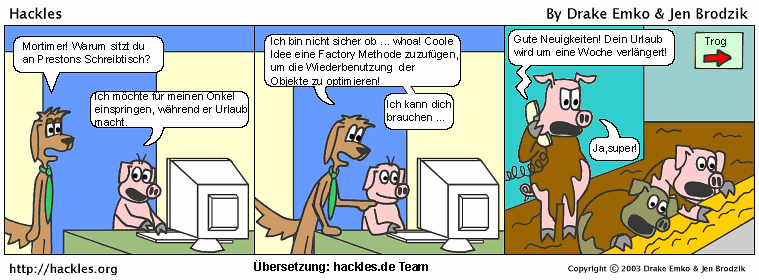 Hackles
By Drake Emko & Jen Brodzik
Mortimer! Warum sitzt du
an Prestons Schreibtisch?
Ich möchte für meinen Onkel
einspringen, während er Urlaub
macht.
Ich bin nicht sicher ob ... whoa! Coole
Idee eine Factory Methode zuzufügen,
um die Wiederbenutzung der
Objekte zu optimieren!
Ich kann dich
brauchen ...
Gute Neuigkeiten! Dein Urlaub
wird um eine Woche verlängert!
Trog
Ja,super!
http://hackles.org
Übersetzung: hackles.de Team
Copyright © 2003 Drake Emko & Jen Brodzik